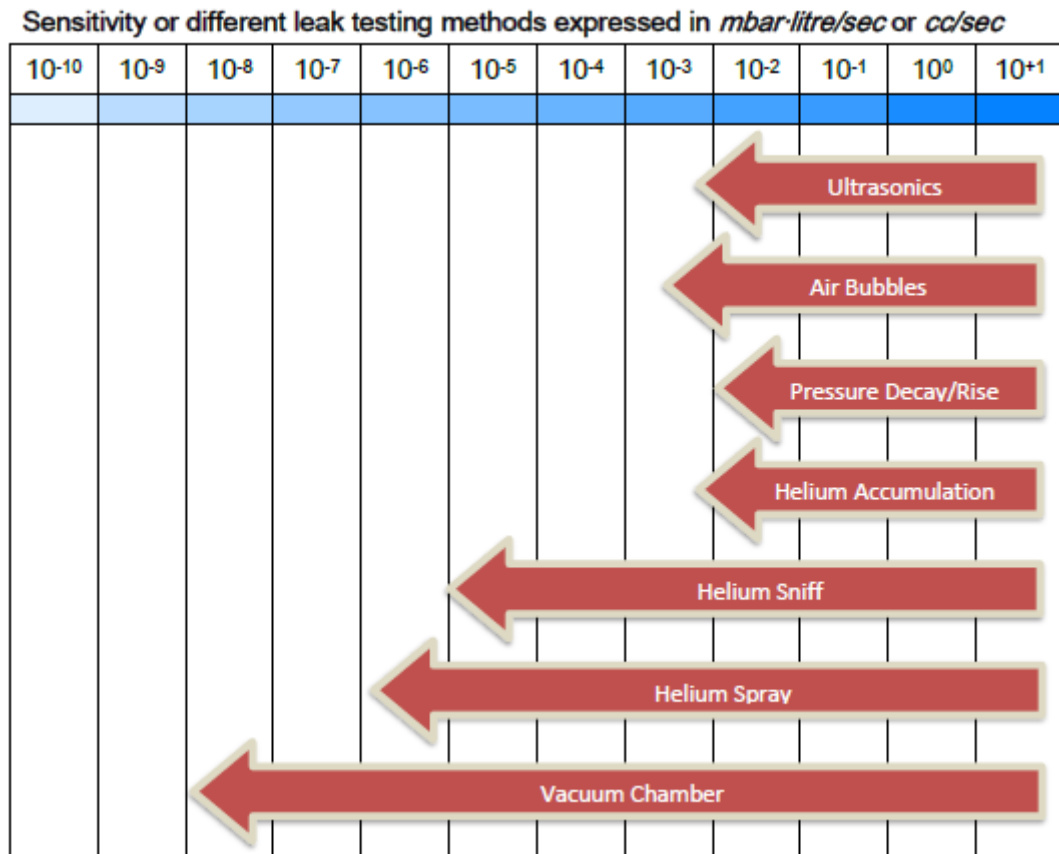 Sensitivity or different leak testing methods expressed in mbar·litre/sec or cc/sec
10⁻¹⁰ 10⁻⁹ 10⁻⁸ 10⁻⁷ 10⁻⁶ 10⁻⁵ 10⁻⁴ 10⁻³ 10⁻² 10⁻¹ 10⁰ 10⁺¹
Ultrasonics
Air Bubbles
Pressure Decay/Rise
Helium Accumulation
Helium Sniff
Helium Spray
Vacuum Chamber